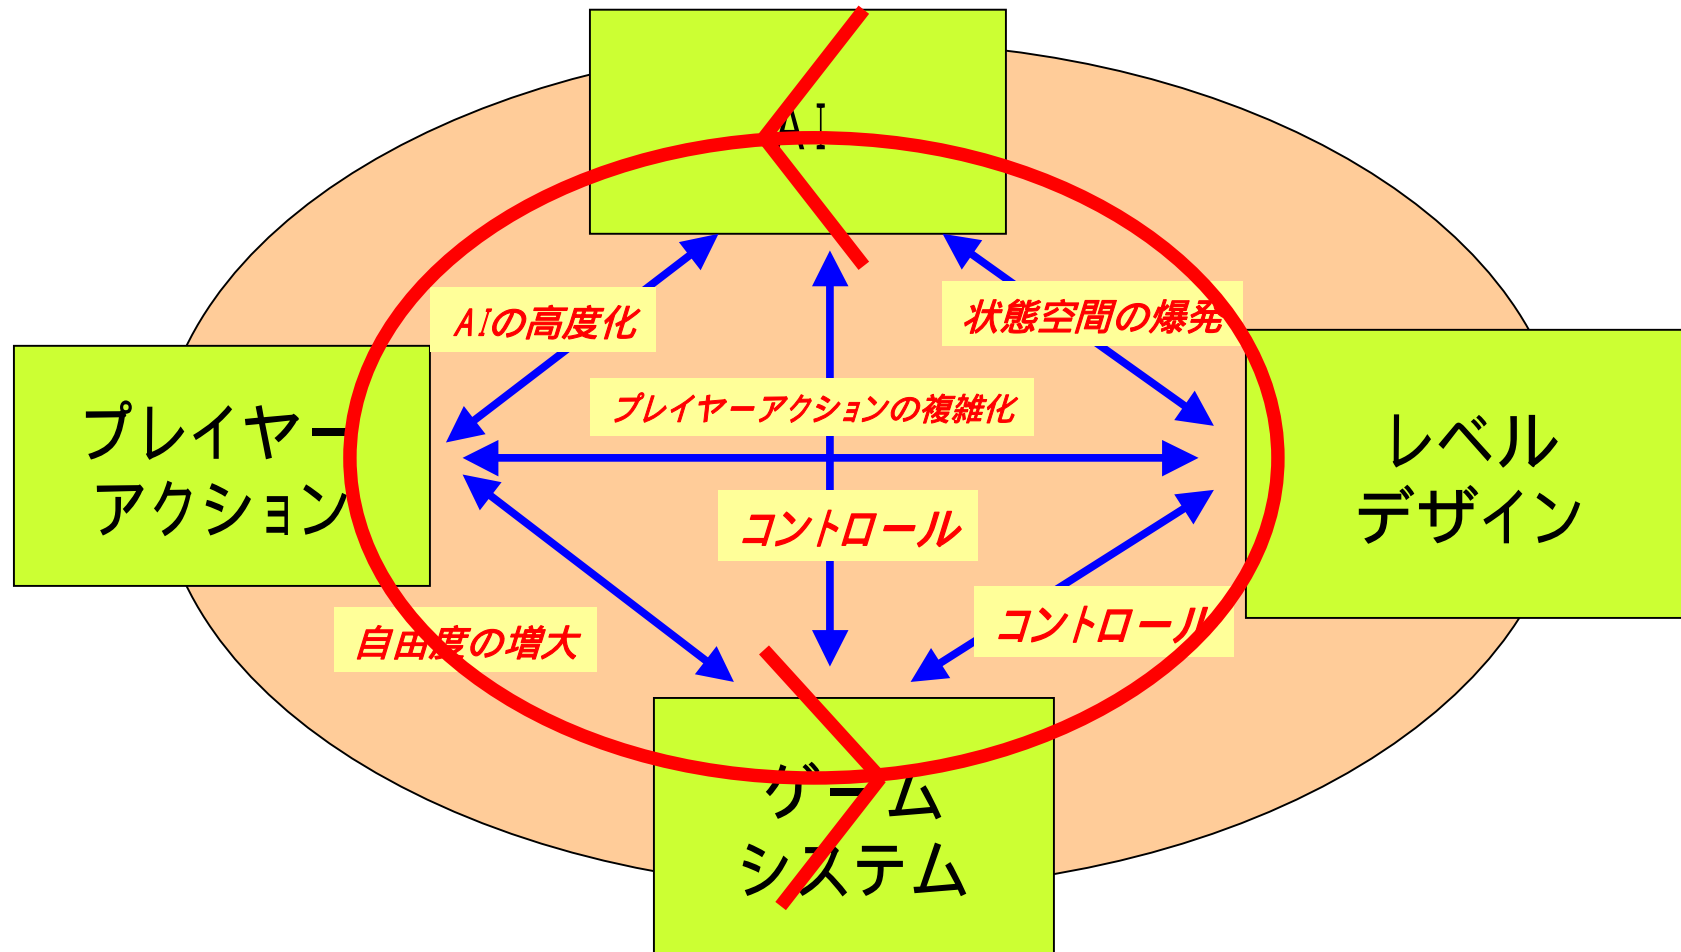 AI
AIの高度化
状態空間の爆発
プレイヤーアクションの複雑化
プレイヤー
アクション
レベル
デザイン
コントロール
コントロール
自由度の増大
ゲーム
システム